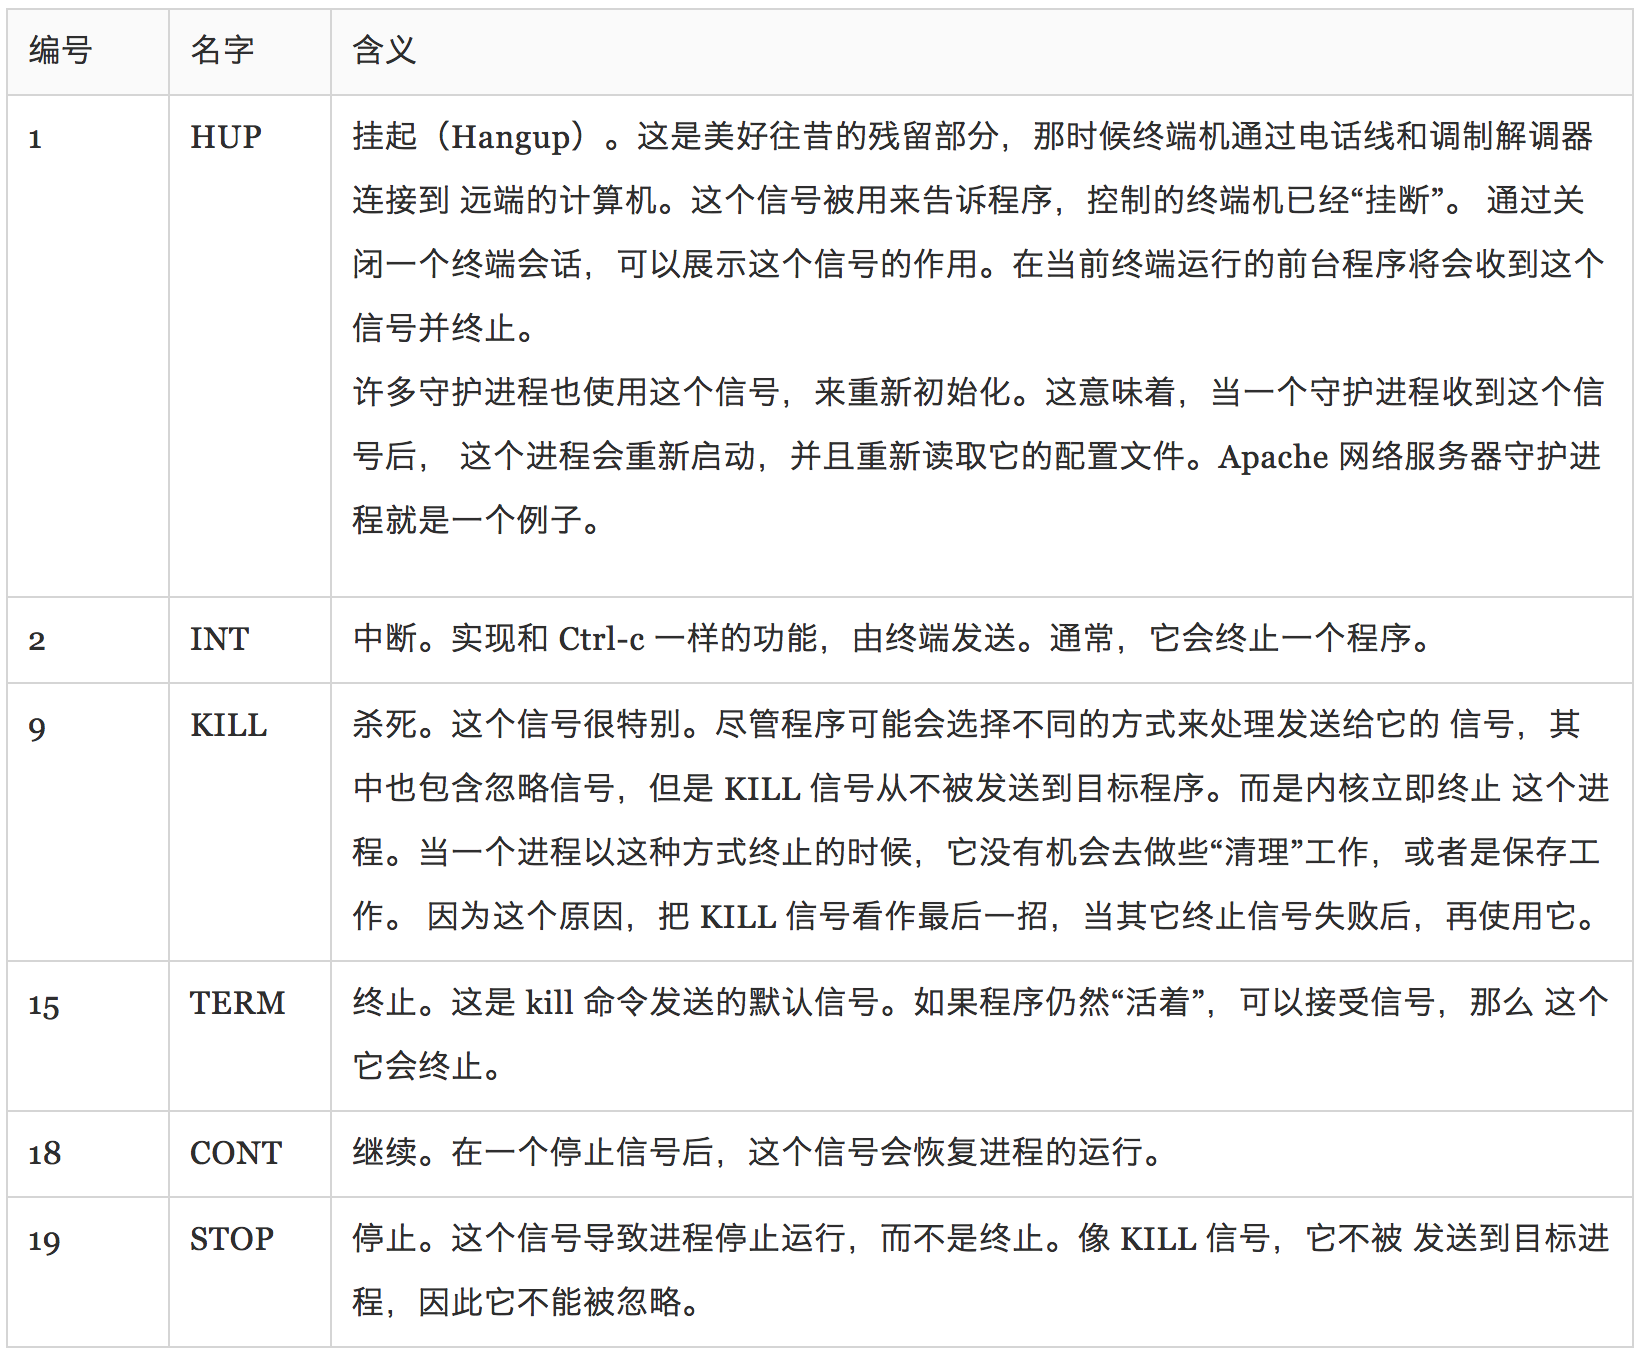 编号 名字 含义
1 HUP 挂起（Hangup）。这是美好往昔的残留部分，那时候终端机通过电话线和调制解调器
连接到 远端的计算机。这个信号被用来告诉程序，控制的终端机已经“挂断”。 通过关
闭一个终端会话，可以展示这个信号的作用。在当前终端运行的前台程序将会收到这个
信号并终止。
许多守护进程也使用这个信号，来重新初始化。这意味着，当一个守护进程收到这个信
号后， 这个进程会重新启动，并且重新读取它的配置文件。Apache 网络服务器守护进
程就是一个例子。
2 INT 中断。实现和 Ctrl-c 一样的功能，由终端发送。通常，它会终止一个程序。
9 KILL 杀死。这个信号很特别。尽管程序可能会选择不同的方式来处理发送给它的 信号，其
中也包含忽略信号，但是 KILL 信号从不被发送到目标程序。而是内核立即终止 这个进
程。当一个进程以这种方式终止的时候，它没有机会去做些“清理”工作，或者是保存工
作。 因为这个原因，把 KILL 信号看作最后一招，当其它终止信号失败后，再使用它。
15 TERM 终止。这是 kill 命令发送的默认信号。如果程序仍然“活着”，可以接受信号，那么 这个
它会终止。
18 CONT 继续。在一个停止信号后，这个信号会恢复进程的运行。
19 STOP 停止。这个信号导致进程停止运行，而不是终止。像 KILL 信号，它不被 发送到目标进
程，因此它不能被忽略。